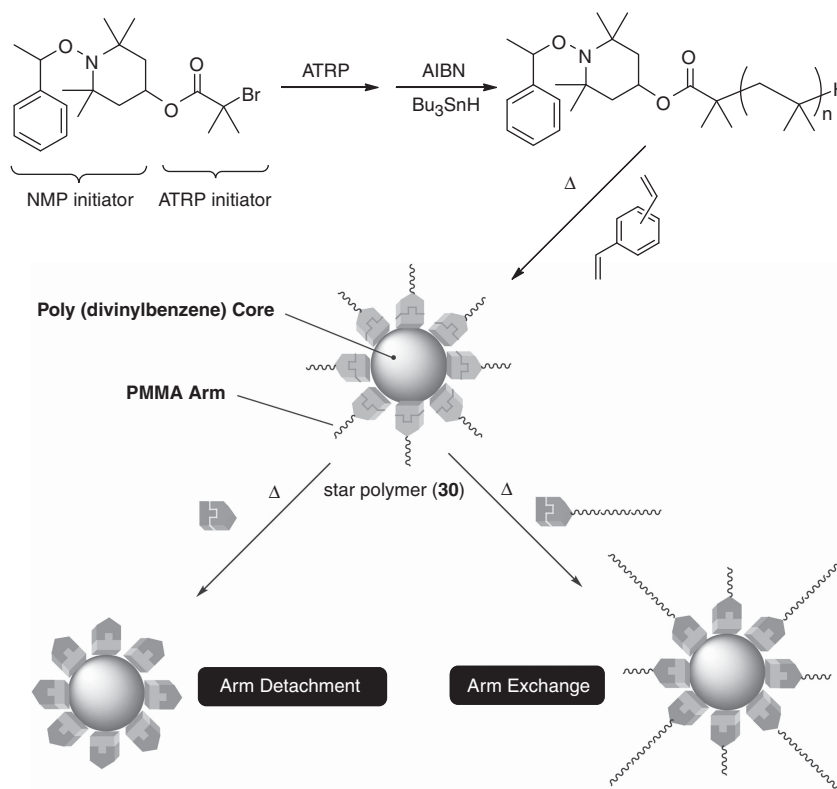 O
N
O
O
Br
NMP initiator
ATRP initiator
ATRP
AIBN
Bu₃SnH
O
N
O
O
n
Δ
Poly (divinylbenzene) Core
PMMA Arm
star polymer (30)
Δ
Δ
Arm Detachment
Arm Exchange